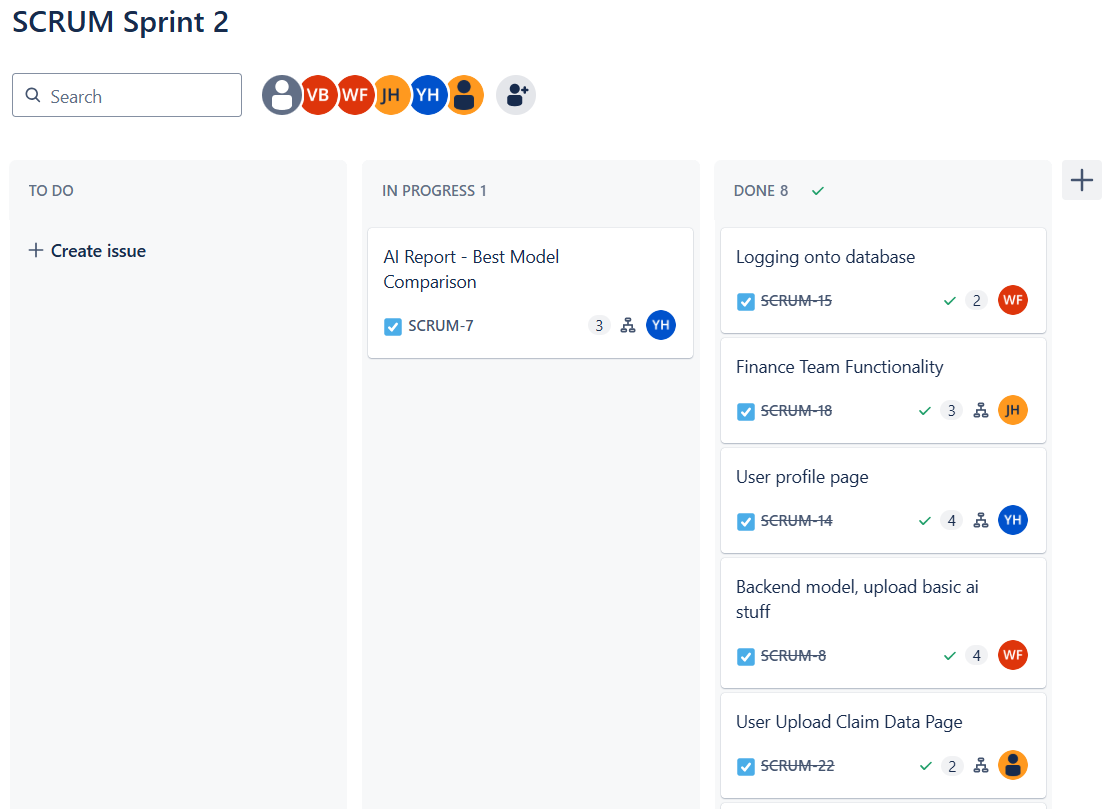 SCRUM Sprint 2
Search
VB WF JH YH
TO DO
Create issue
IN PROGRESS 1
AI Report - Best Model
Comparison
SCRUM-7 3 YH
DONE 8
Logging onto database
SCRUM-15 2 WF
Finance Team Functionality
SCRUM-18 3 JH
User profile page
SCRUM-14 4 YH
Backend model, upload basic ai
stuff
SCRUM-8 4 WF
User Upload Claim Data Page
SCRUM-22 2